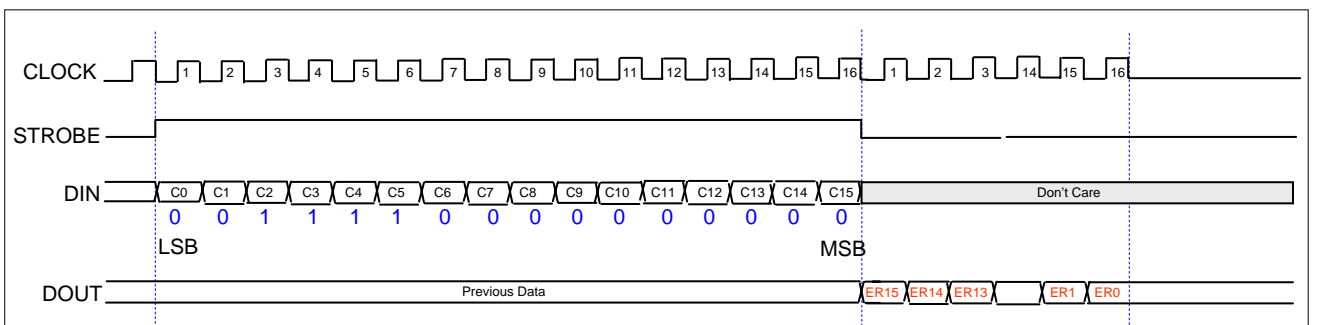 CLOCK 1 2 3 4 5 6 7 8 9 10 11 12 13 14 15 16 1 2 3 14 15 16
STROBE
DIN C0 C1 C2 C3 C4 C5 C6 C7 C8 C9 C10 C11 C12 C13 C14 C15 Don't Care
0 0 1 1 1 1 0 0 0 0 0 0 0 0 0 0
LSB MSB
DOUT Previous Data ER15 ER14 ER13 ER1 ER0